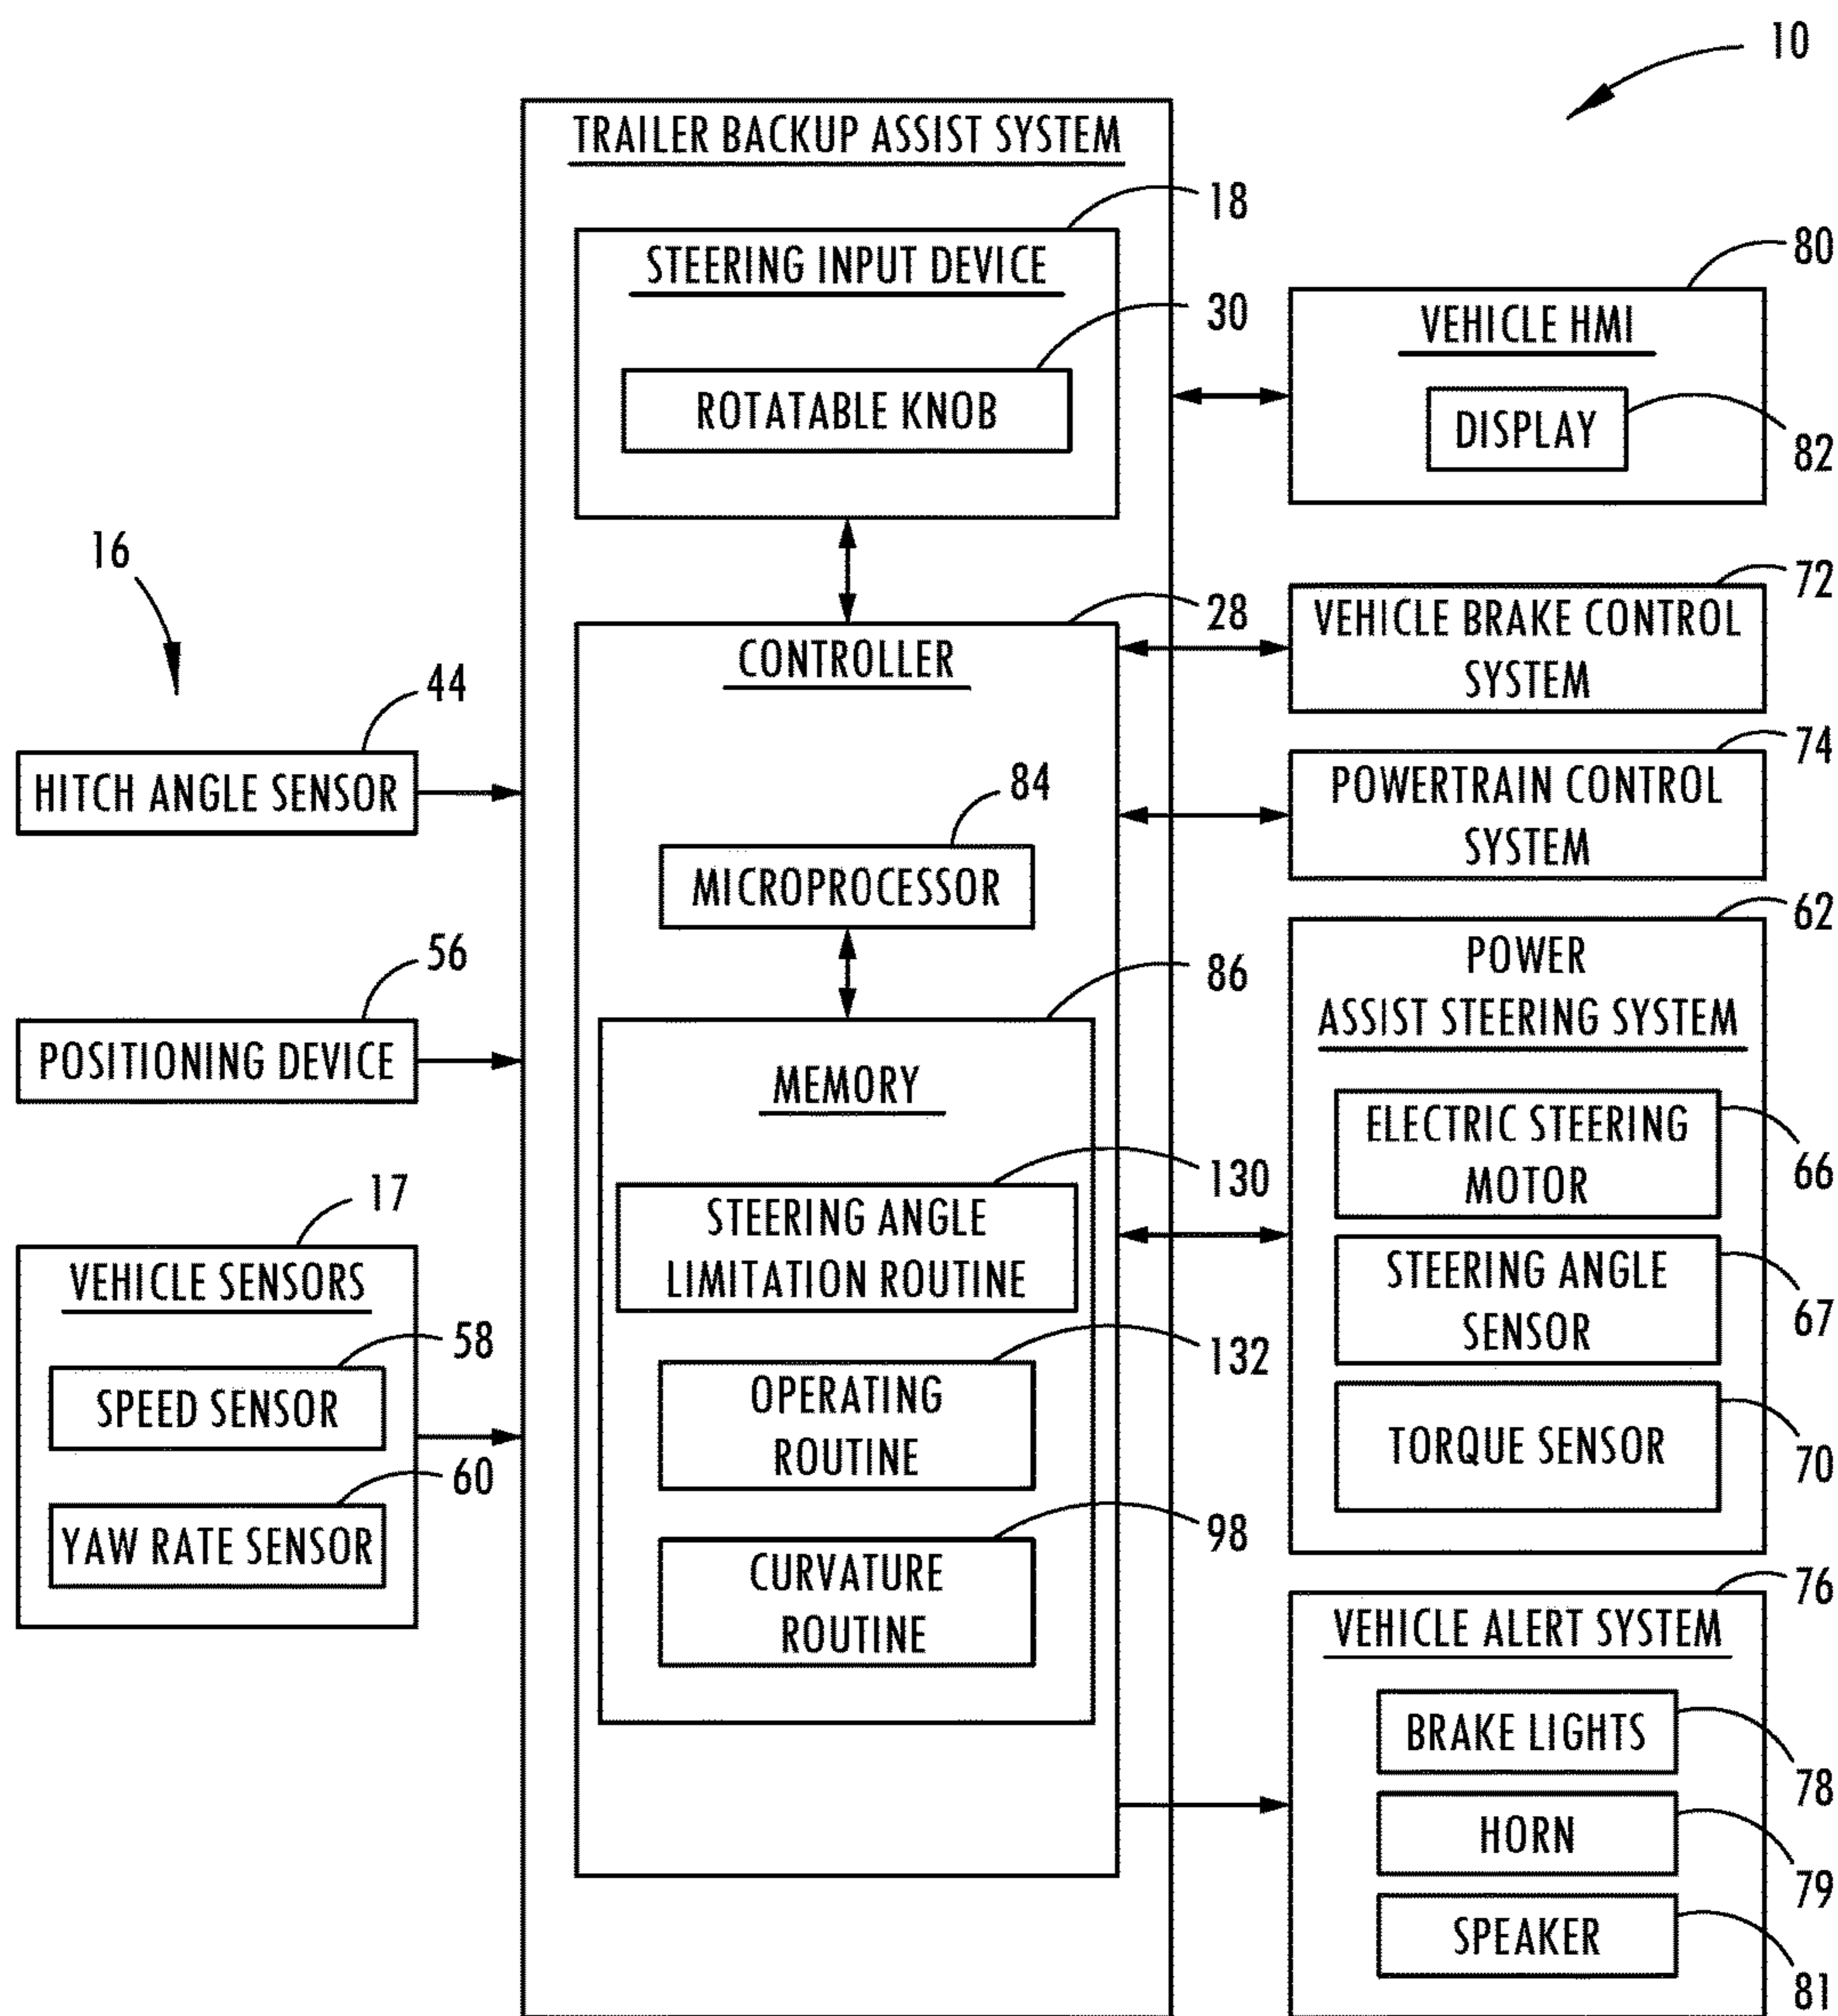 10
TRAILER BACKUP ASSIST SYSTEM
18
STEERING INPUT DEVICE
30
ROTATABLE KNOB
80
VEHICLE HMI
DISPLAY
82
16
44
HITCH ANGLE SENSOR
56
POSITIONING DEVICE
17
VEHICLE SENSORS
58
SPEED SENSOR
60
YAW RATE SENSOR
28
CONTROLLER
84
MICROPROCESSOR
86
MEMORY
130
STEERING ANGLE
LIMITATION ROUTINE
132
OPERATING
ROUTINE
98
CURVATURE
ROUTINE
72
VEHICLE BRAKE CONTROL
SYSTEM
74
POWERTRAIN CONTROL
SYSTEM
62
POWER
ASSIST STEERING SYSTEM
ELECTRIC STEERING
MOTOR
66
STEERING ANGLE
SENSOR
67
TORQUE SENSOR
70
76
VEHICLE ALERT SYSTEM
BRAKE LIGHTS
78
HORN
79
SPEAKER
81